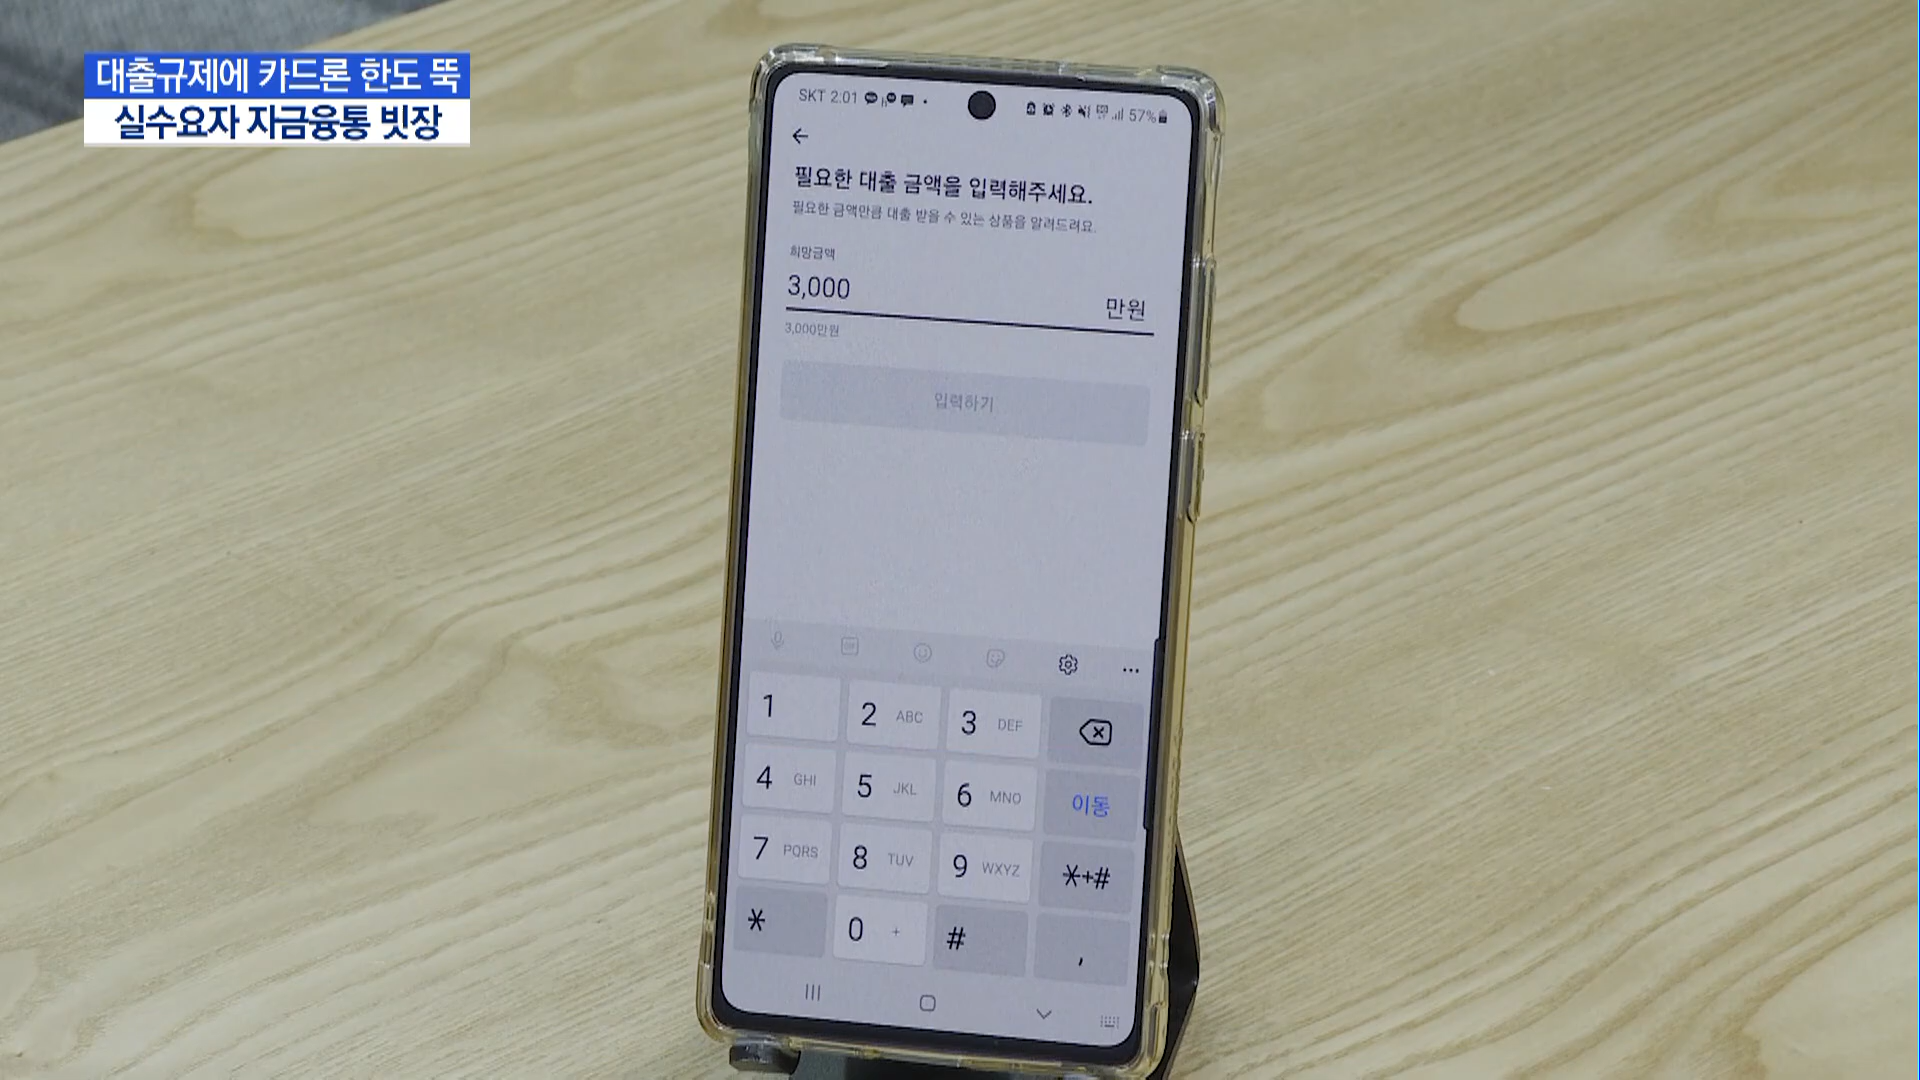 대출규제에 카드론 한도 뚝
실수요자 자금융통 빗장
SKT 2:01
57%
필요한 대출 금액을 입력해주세요.
필요한 금액만큼 대출 받을 수 있는 상품을 알려드려요.
희망금액
3,000 만원
3,000만원
입력하기
1 2 ABC 3 DEF
4 GHI 5 JKL 6 MNO 이동
7 PQRS 8 TUV 9 WXYZ *+#
* 0 + # ,